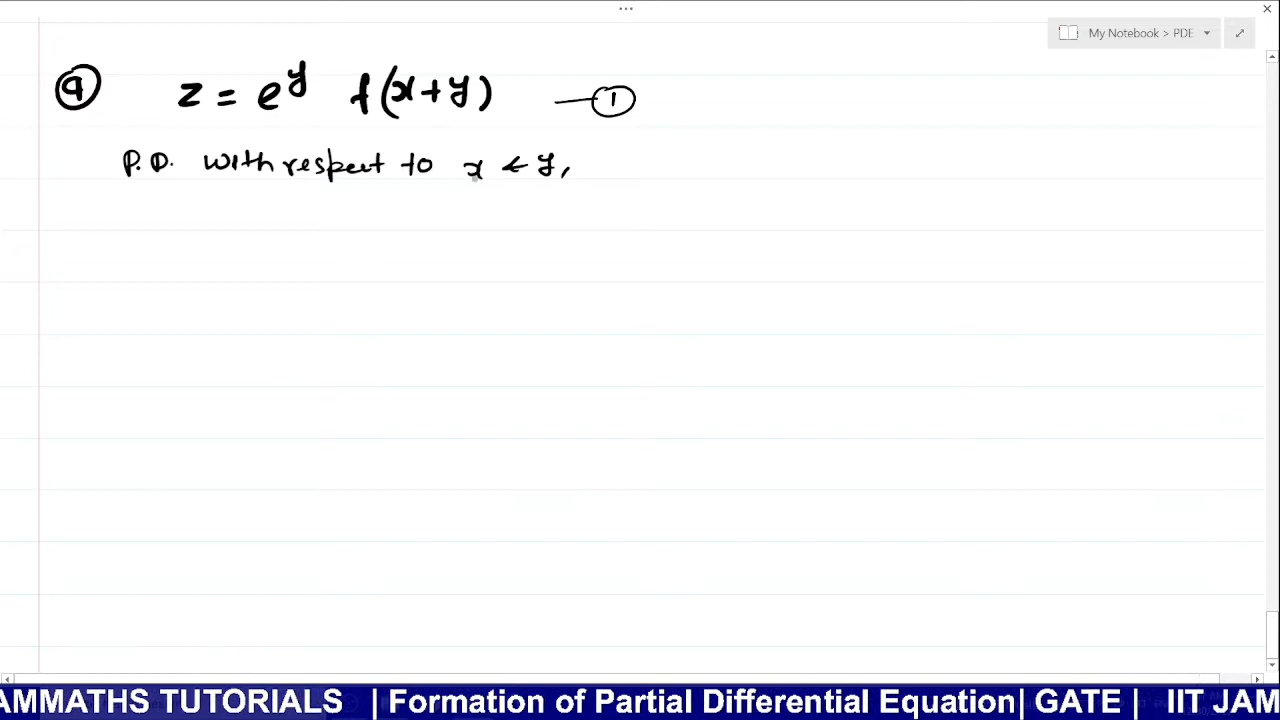 My Notebook > PDE
9 z = e^y f(x+y) — 1
P.D. with respect to x & y,
AMMATHS TUTORIALS | Formation of Partial Differential Equation| GATE | IIT JAM